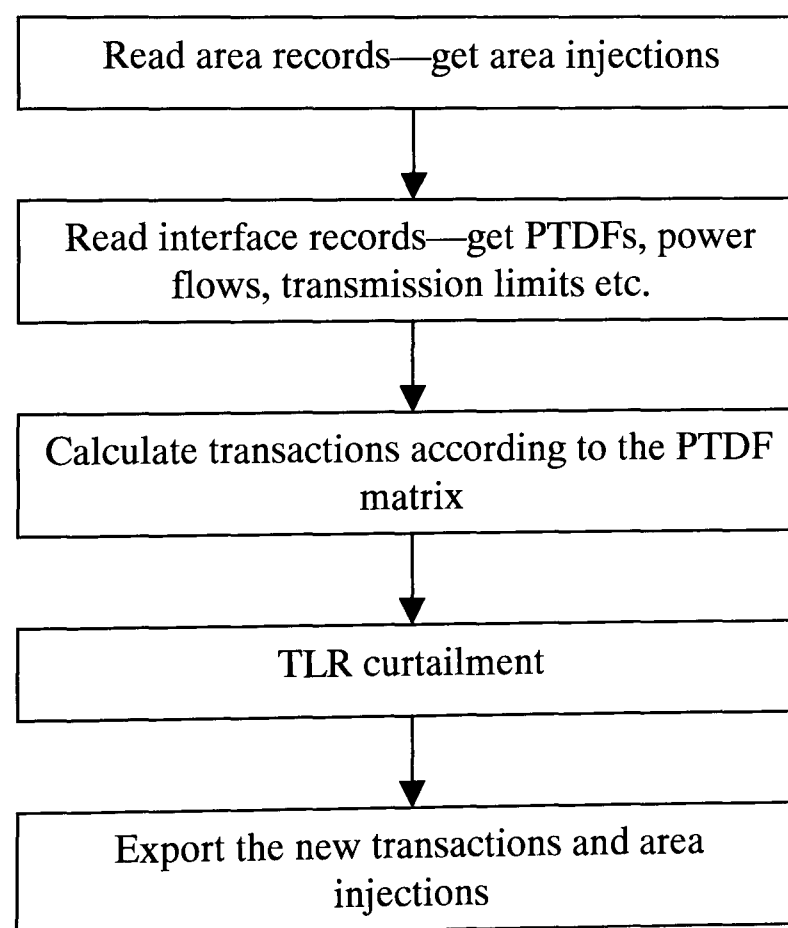 Read area records—get area injections
Read interface records—get PTDFs, power
flows, transmission limits etc.
Calculate transactions according to the PTDF
matrix
TLR curtailment
Export the new transactions and area
injections